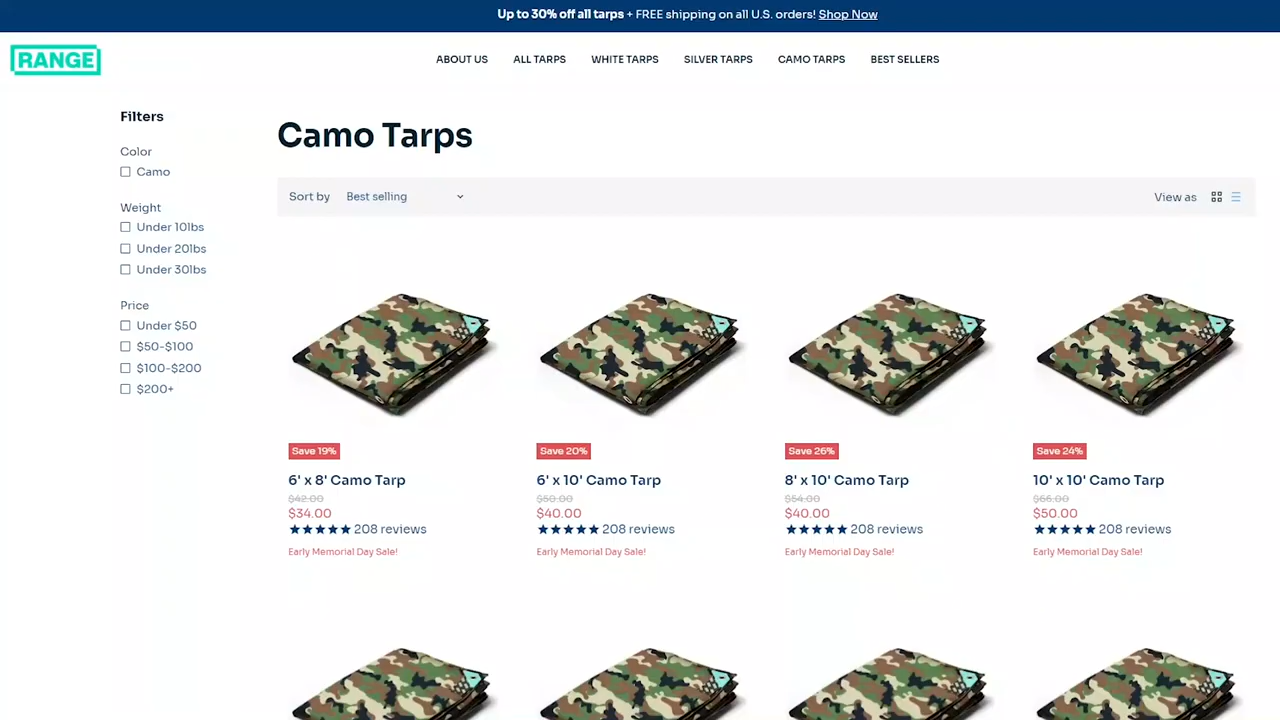 Up to 30% off all tarps + FREE shipping on all U.S. orders! Shop Now
RANGE
ABOUT US ALL TARPS WHITE TARPS SILVER TARPS CAMO TARPS BEST SELLERS
Filters
Color
Camo
Weight
Under 10lbs
Under 20lbs
Under 30lbs
Price
Under $50
$50-$100
$100-$200
$200+
Camo Tarps
Sort by Best selling
View as
Save 19%
6' x 8' Camo Tarp
$42.00
$34.00
208 reviews
Early Memorial Day Sale!
Save 20%
6' x 10' Camo Tarp
$50.00
$40.00
208 reviews
Early Memorial Day Sale!
Save 26%
8' x 10' Camo Tarp
$54.00
$40.00
208 reviews
Early Memorial Day Sale!
Save 24%
10' x 10' Camo Tarp
$66.00
$50.00
208 reviews
Early Memorial Day Sale!